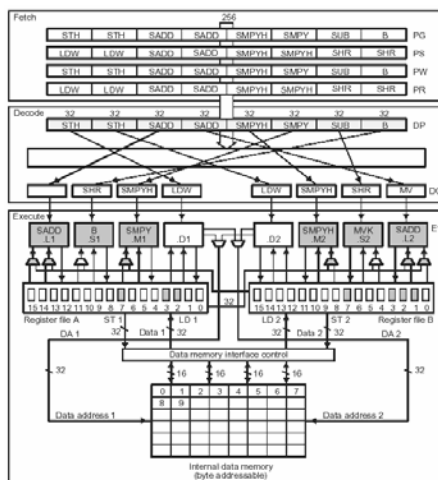 Fetch
256
STH STH SADD SADD SMPYH SMPYH SUB B PG
LDW LDW SADD SADD SMPYH SMPYH SHR SHR PS
STH STH SADD SADD SMPYH SMPYH SUB B PW
LDW LDW SADD SADD SMPYH SMPYH SHR SHR PR
Decode
32 32 32 32 32 32 32 32
STH STH SADD SADD SMPYH SMPY SUB B DP
SHR SMPYH LDW LDW SMPYH SHR MV
Execute
SADD B SMPY SMPYH MVK SADD
.L1 .S1 .M1 .D1 .D2 .M2 .S2 .L2
32
15 14 13 12 11 10 9 8 7 6 5 4 3 2 1 0 15 14 13 12 11 10 9 8 7 6 5 4 3 2 1 0
Register file A ST 1 Data 1 LD 1 LD 2 Data 2 ST 2 Register file B
DA 1 32 32 32 32 DA 2
Data memory interface control
32 16 16 16 16 32
0 1 2 3 4 5 6 7
8 9
Data address 1 Data address 2
Internal data memory
(byte addressable)